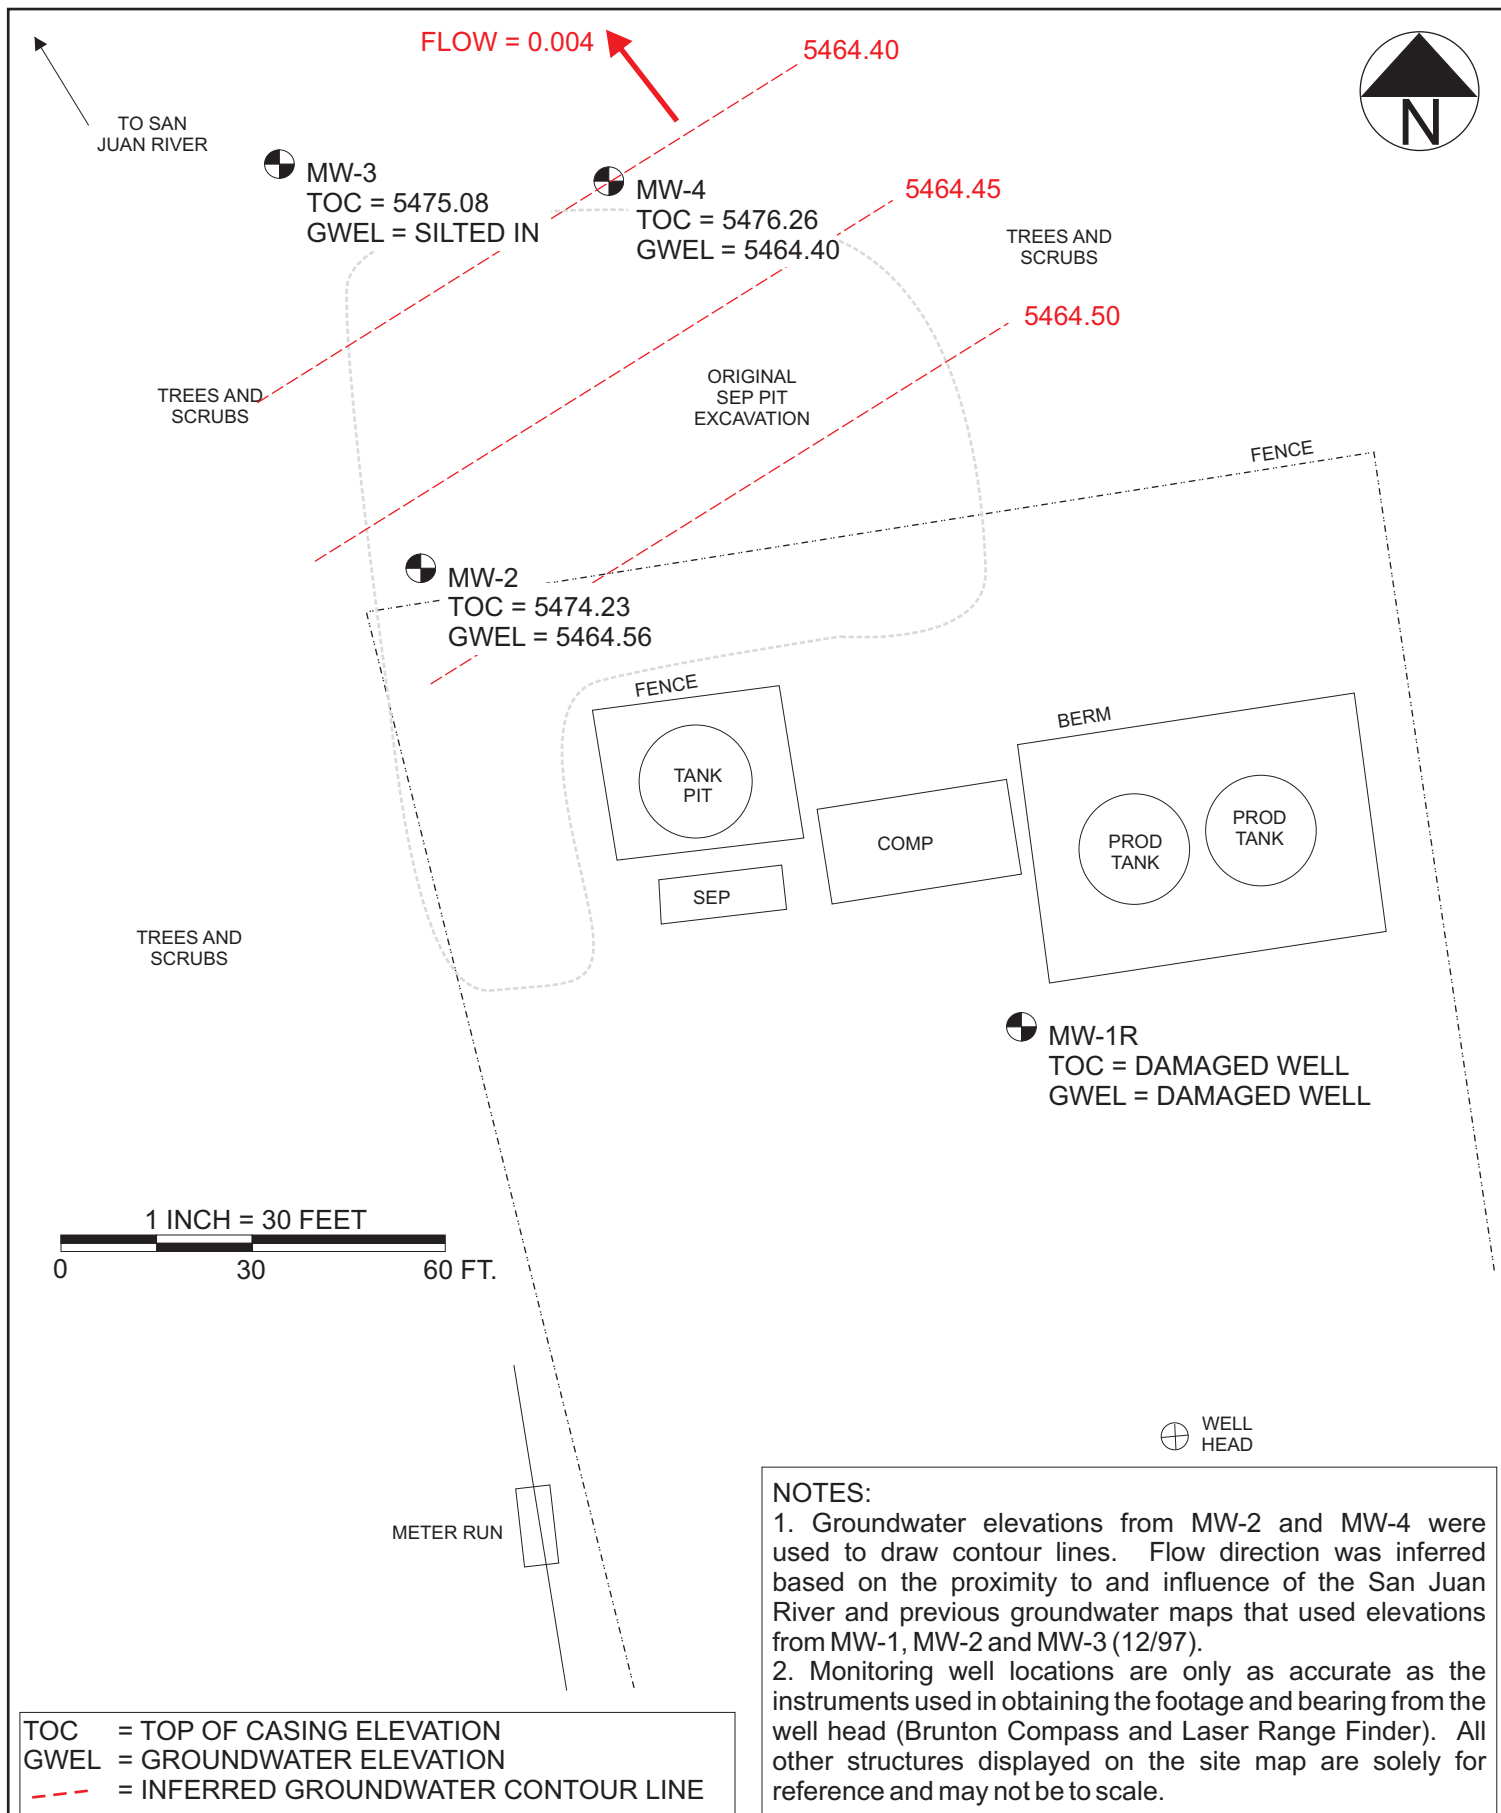 FLOW = 0.004
5464.40
N
TO SAN
JUAN RIVER
MW-3
TOC = 5475.08
GWEL = SILTED IN
MW-4
TOC = 5476.26
GWEL = 5464.40
5464.45
TREES AND
SCRUBS
5464.50
TREES AND
SCRUBS
ORIGINAL
SEP PIT
EXCAVATION
FENCE
MW-2
TOC = 5474.23
GWEL = 5464.56
FENCE
TANK
PIT
BERM
COMP
PROD
TANK
PROD
TANK
SEP
TREES AND
SCRUBS
MW-1R
TOC = DAMAGED WELL
GWEL = DAMAGED WELL
1 INCH = 30 FEET
0 30 60 FT.
WELL
HEAD
METER RUN
NOTES:
1. Groundwater elevations from MW-2 and MW-4 were
used to draw contour lines. Flow direction was inferred
based on the proximity to and influence of the San Juan
River and previous groundwater maps that used elevations
from MW-1, MW-2 and MW-3 (12/97).
2. Monitoring well locations are only as accurate as the
instruments used in obtaining the footage and bearing from the
well head (Brunton Compass and Laser Range Finder). All
other structures displayed on the site map are solely for
reference and may not be to scale.
TOC = TOP OF CASING ELEVATION
GWEL = GROUNDWATER ELEVATION
= INFERRED GROUNDWATER CONTOUR LINE